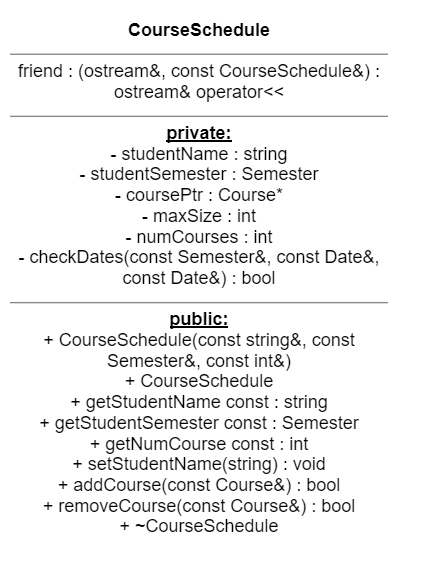 CourseSchedule
friend : (ostream&, const CourseSchedule&) :
ostream& operator<<
private:
- studentName : string
- studentSemester : Semester
- coursePtr : Course*
- maxSize : int
- numCourses : int
- checkDates(const Semester&, const Date&,
const Date&) : bool
public:
+ CourseSchedule(const string&, const
Semester&, const int&)
+ CourseSchedule
+ getStudentName const : string
+ getStudentSemester const : Semester
+ getNumCourse const : int
+ setStudentName(string) : void
+ addCourse(const Course&) : bool
+ removeCourse(const Course&) : bool
+ ~CourseSchedule